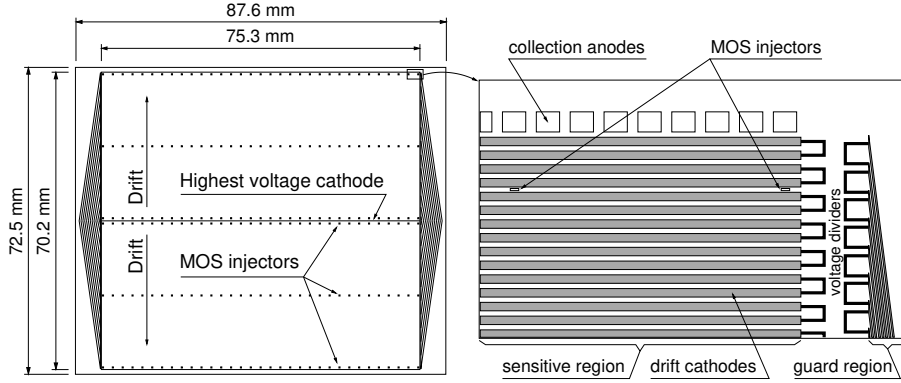 87.6 mm
75.3 mm
collection anodes
MOS injectors
Drift
Highest voltage cathode
72.5 mm
70.2 mm
Drift
MOS injectors
voltage dividers
sensitive region
drift cathodes
guard region